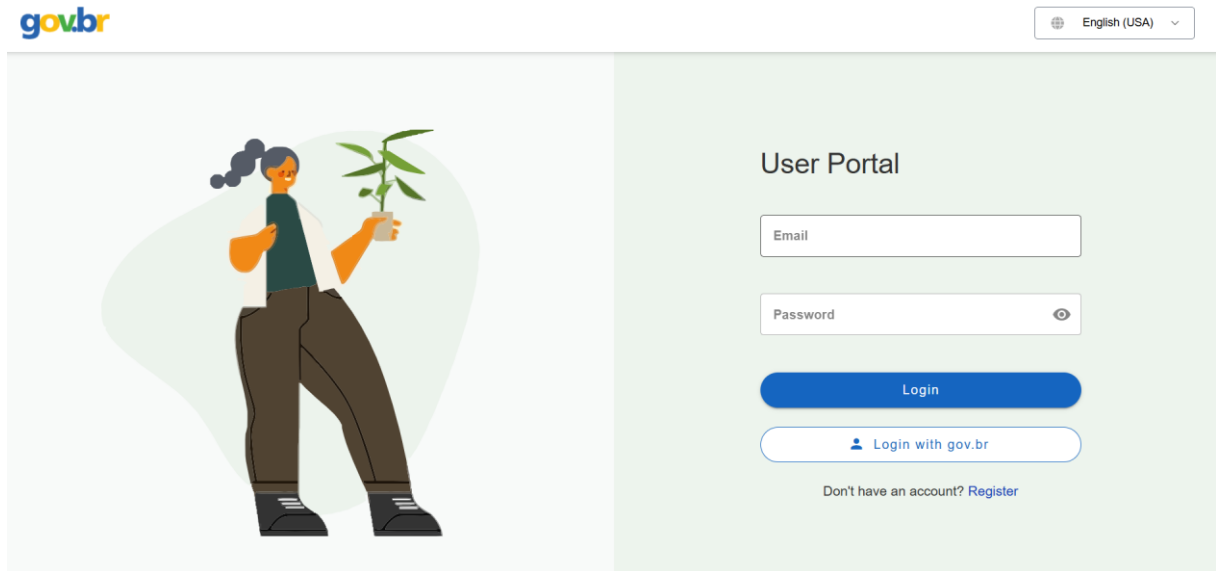 gov.br
English (USA)
User Portal
Email
Password
Login
Login with gov.br
Don't have an account? Register